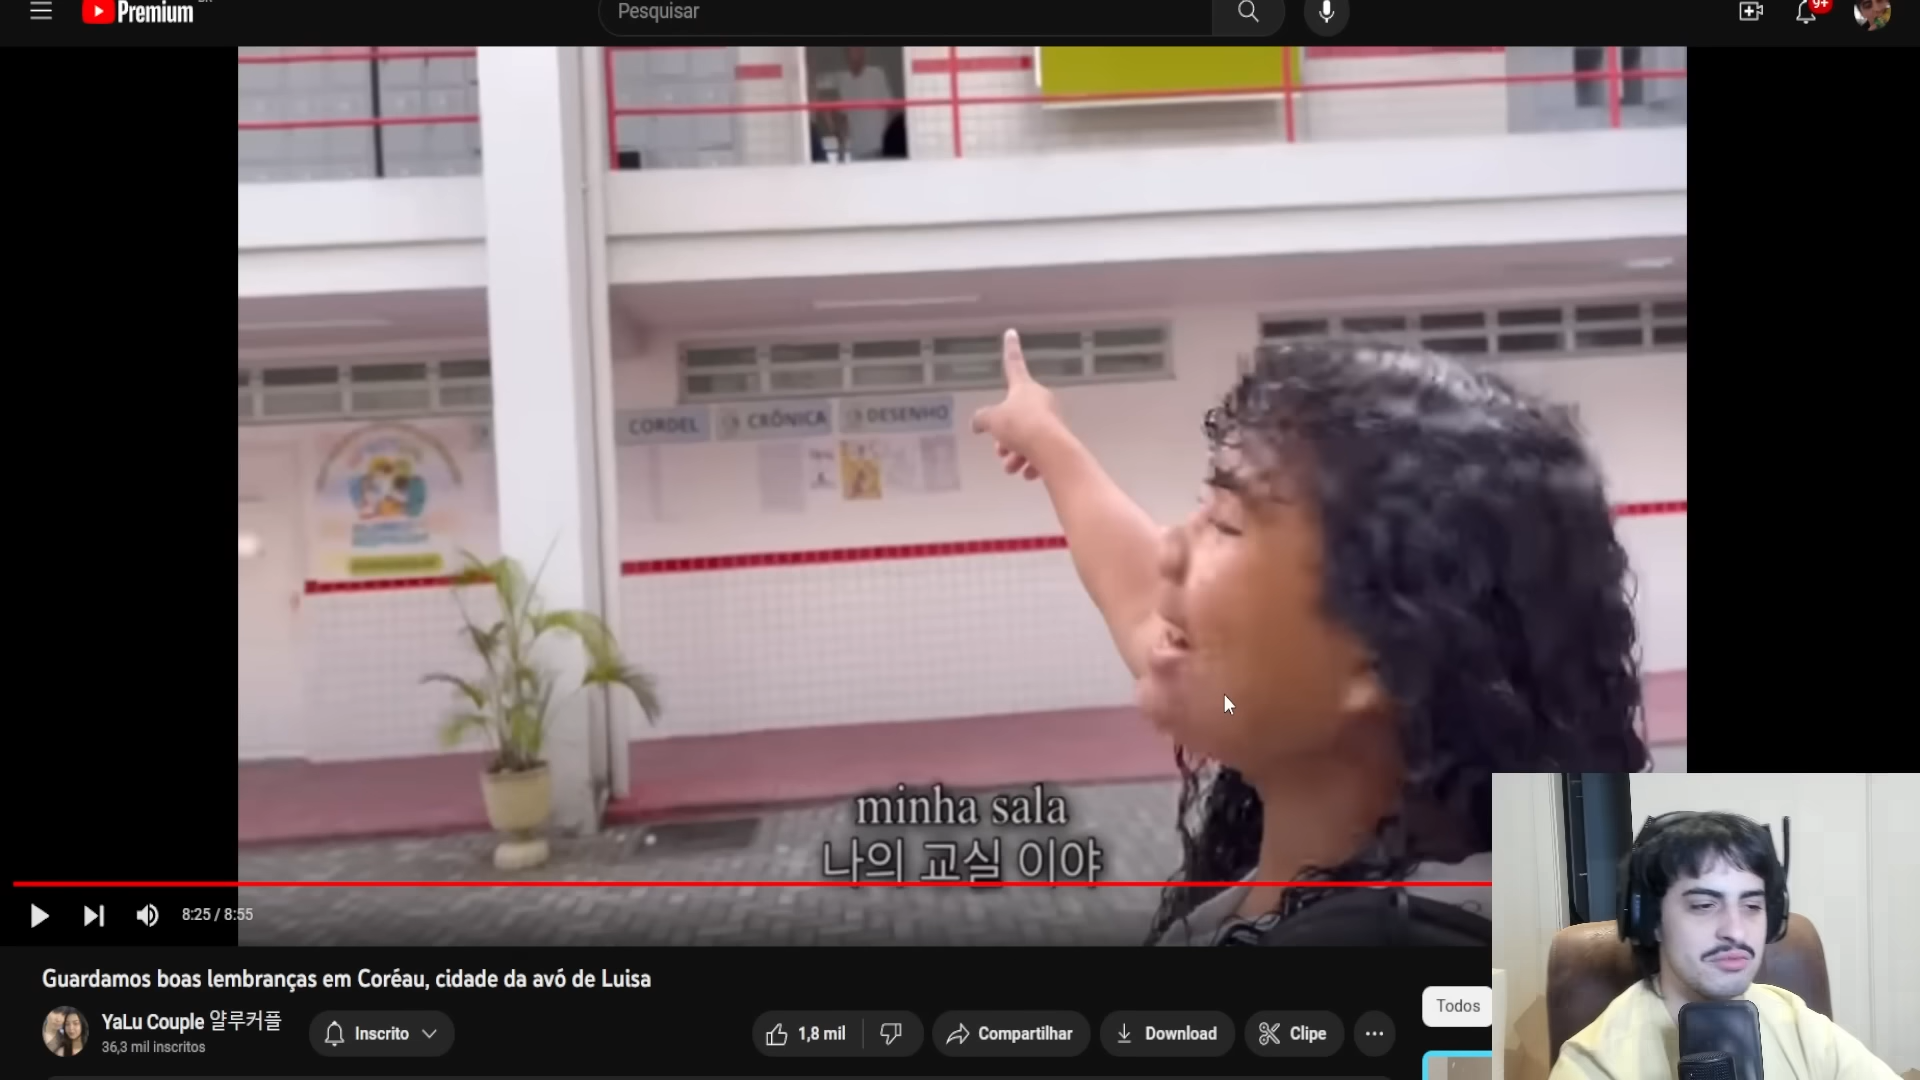 Premium
Pesquisar
9+
CORDEL
CRÔNICA
DESENHO
minha sala
나의 교실 이야
8:25 / 8:55
Guardamos boas lembranças em Coréau, cidade da avó de Luisa
YaLu Couple 얄루커플
36,3 mil inscritos
Inscrito
1,8 mil
Compartilhar
Download
Clipe
Todos